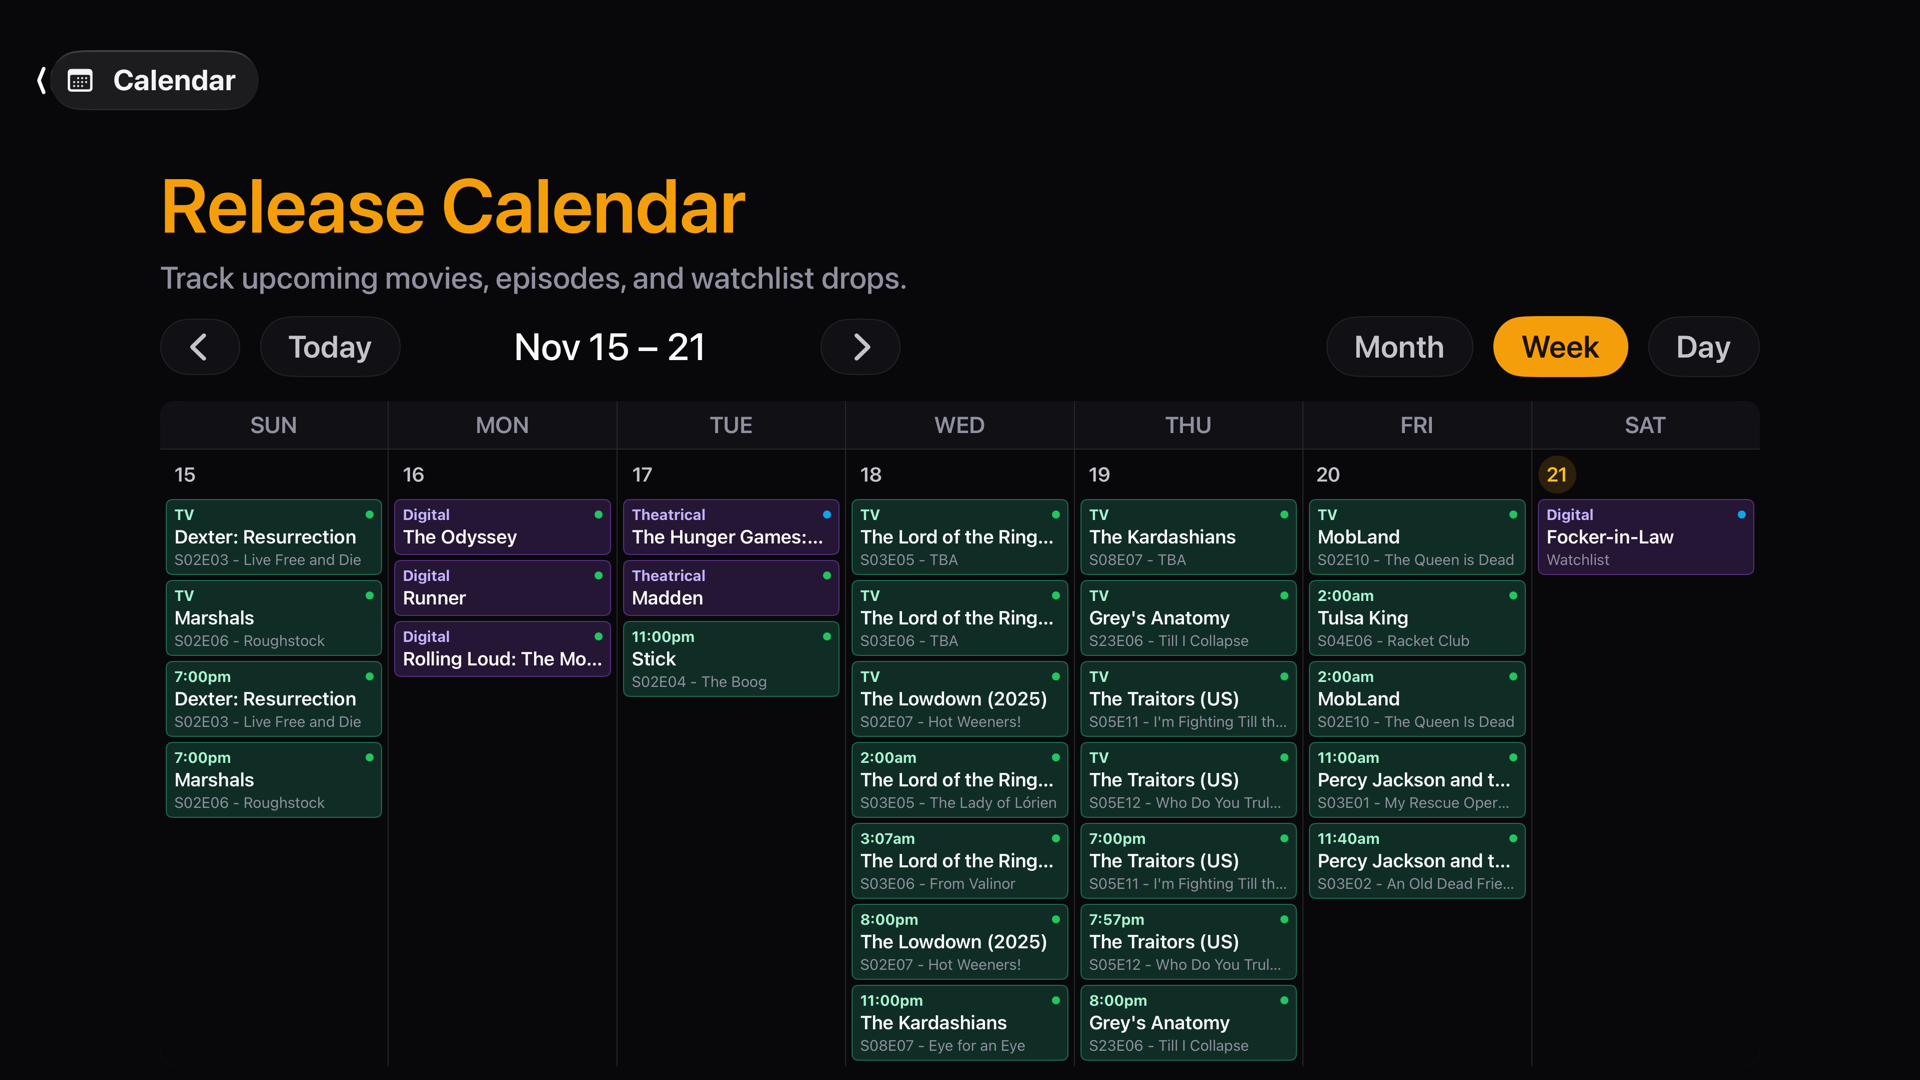 Calendar
Release Calendar
Track upcoming movies, episodes, and watchlist drops.
Today
Nov 15 – 21
Month
Week
Day
SUN
MON
TUE
WED
THU
FRI
SAT
15
TV
Dexter: Resurrection
S02E03 - Live Free and Die
TV
Marshals
S02E06 - Roughstock
7:00pm
Dexter: Resurrection
S02E03 - Live Free and Die
7:00pm
Marshals
S02E06 - Roughstock
16
Digital
The Odyssey
Digital
Runner
Digital
Rolling Loud: The Mo...
17
Theatrical
The Hunger Games:...
Theatrical
Madden
11:00pm
Stick
S02E04 - The Boog
18
TV
The Lord of the Ring...
S03E05 - TBA
TV
The Lord of the Ring...
S03E06 - TBA
TV
The Lowdown (2025)
S02E07 - Hot Weeners!
2:00am
The Lord of the Ring...
S03E05 - The Lady of Lórien
3:07am
The Lord of the Ring...
S03E06 - From Valinor
8:00pm
The Lowdown (2025)
S02E07 - Hot Weeners!
11:00pm
The Kardashians
S08E07 - Eye for an Eye
19
TV
The Kardashians
S08E07 - TBA
TV
Grey's Anatomy
S23E06 - Till I Collapse
TV
The Traitors (US)
S05E11 - I'm Fighting Till th...
TV
The Traitors (US)
S05E12 - Who Do You Trul...
7:00pm
The Traitors (US)
S05E11 - I'm Fighting Till th...
7:57pm
The Traitors (US)
S05E12 - Who Do You Trul...
8:00pm
Grey's Anatomy
S23E06 - Till I Collapse
20
TV
MobLand
S02E10 - The Queen is Dead
2:00am
Tulsa King
S04E06 - Racket Club
2:00am
MobLand
S02E10 - The Queen Is Dead
11:00am
Percy Jackson and t...
S03E01 - My Rescue Oper...
11:40am
Percy Jackson and t...
S03E02 - An Old Dead Frie...
21
Digital
Focker-in-Law
Watchlist